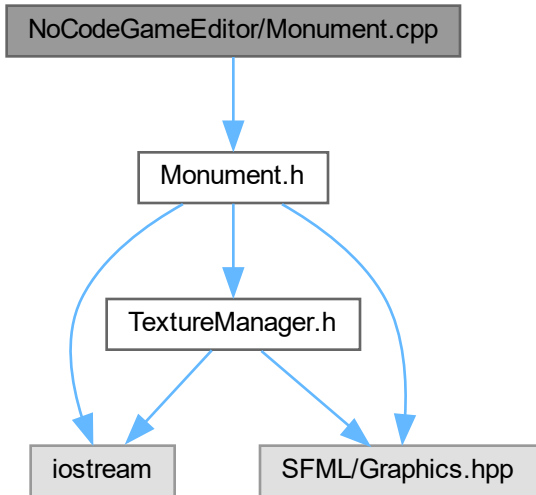 NoCodeGameEditor/Monument.cpp
Monument.h
TextureManager.h
iostream
SFML/Graphics.hpp